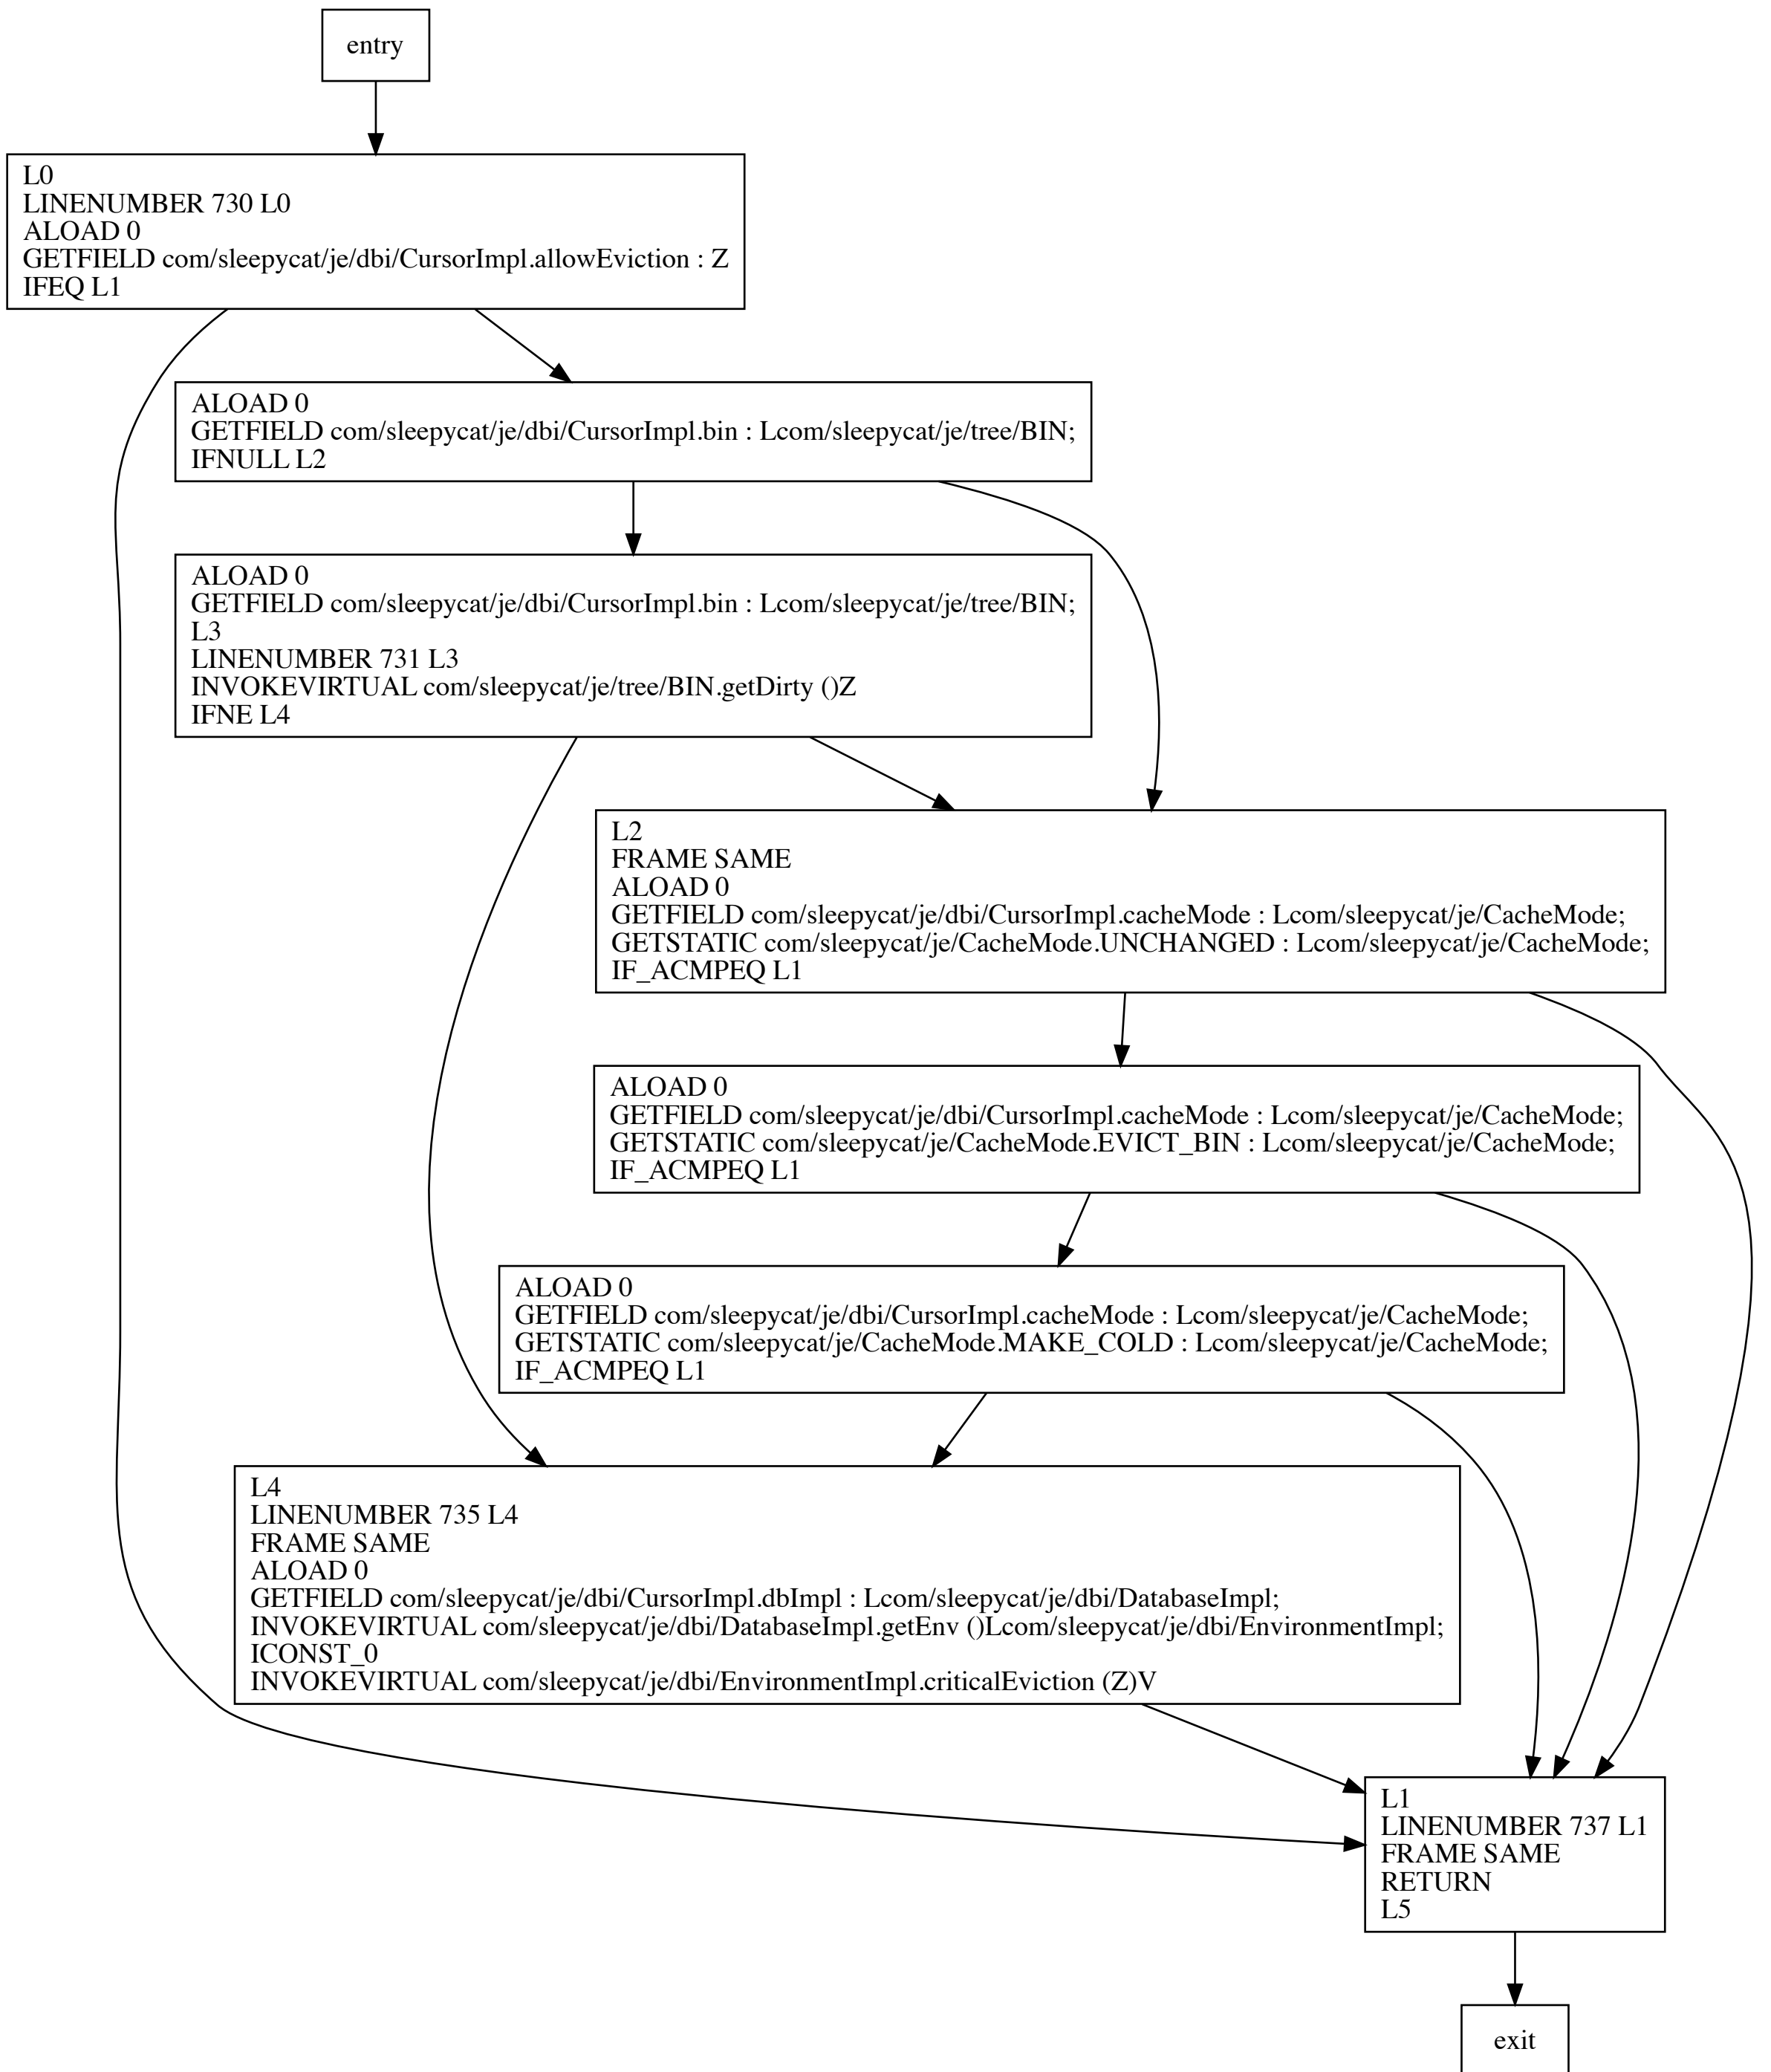 entry
L0
LINENUMBER 730 L0
ALOAD 0
GETFIELD com/sleepycat/je/dbi/CursorImpl.allowEviction : Z
IFEQ L1
ALOAD 0
GETFIELD com/sleepycat/je/dbi/CursorImpl.bin : Lcom/sleepycat/je/tree/BIN;
IFNULL L2
ALOAD 0
GETFIELD com/sleepycat/je/dbi/CursorImpl.bin : Lcom/sleepycat/je/tree/BIN;
L3
LINENUMBER 731 L3
INVOKEVIRTUAL com/sleepycat/je/tree/BIN.getDirty ()Z
IFNE L4
L2
FRAME SAME
ALOAD 0
GETFIELD com/sleepycat/je/dbi/CursorImpl.cacheMode : Lcom/sleepycat/je/CacheMode;
GETSTATIC com/sleepycat/je/CacheMode.UNCHANGED : Lcom/sleepycat/je/CacheMode;
IF_ACMPEQ L1
ALOAD 0
GETFIELD com/sleepycat/je/dbi/CursorImpl.cacheMode : Lcom/sleepycat/je/CacheMode;
GETSTATIC com/sleepycat/je/CacheMode.EVICT_BIN : Lcom/sleepycat/je/CacheMode;
IF_ACMPEQ L1
ALOAD 0
GETFIELD com/sleepycat/je/dbi/CursorImpl.cacheMode : Lcom/sleepycat/je/CacheMode;
GETSTATIC com/sleepycat/je/CacheMode.MAKE_COLD : Lcom/sleepycat/je/CacheMode;
IF_ACMPEQ L1
L4
LINENUMBER 735 L4
FRAME SAME
ALOAD 0
GETFIELD com/sleepycat/je/dbi/CursorImpl.dbImpl : Lcom/sleepycat/je/dbi/DatabaseImpl;
INVOKEVIRTUAL com/sleepycat/je/dbi/DatabaseImpl.getEnv ()Lcom/sleepycat/je/dbi/EnvironmentImpl;
ICONST_0
INVOKEVIRTUAL com/sleepycat/je/dbi/EnvironmentImpl.criticalEviction (Z)V
L1
LINENUMBER 737 L1
FRAME SAME
RETURN
L5
exit